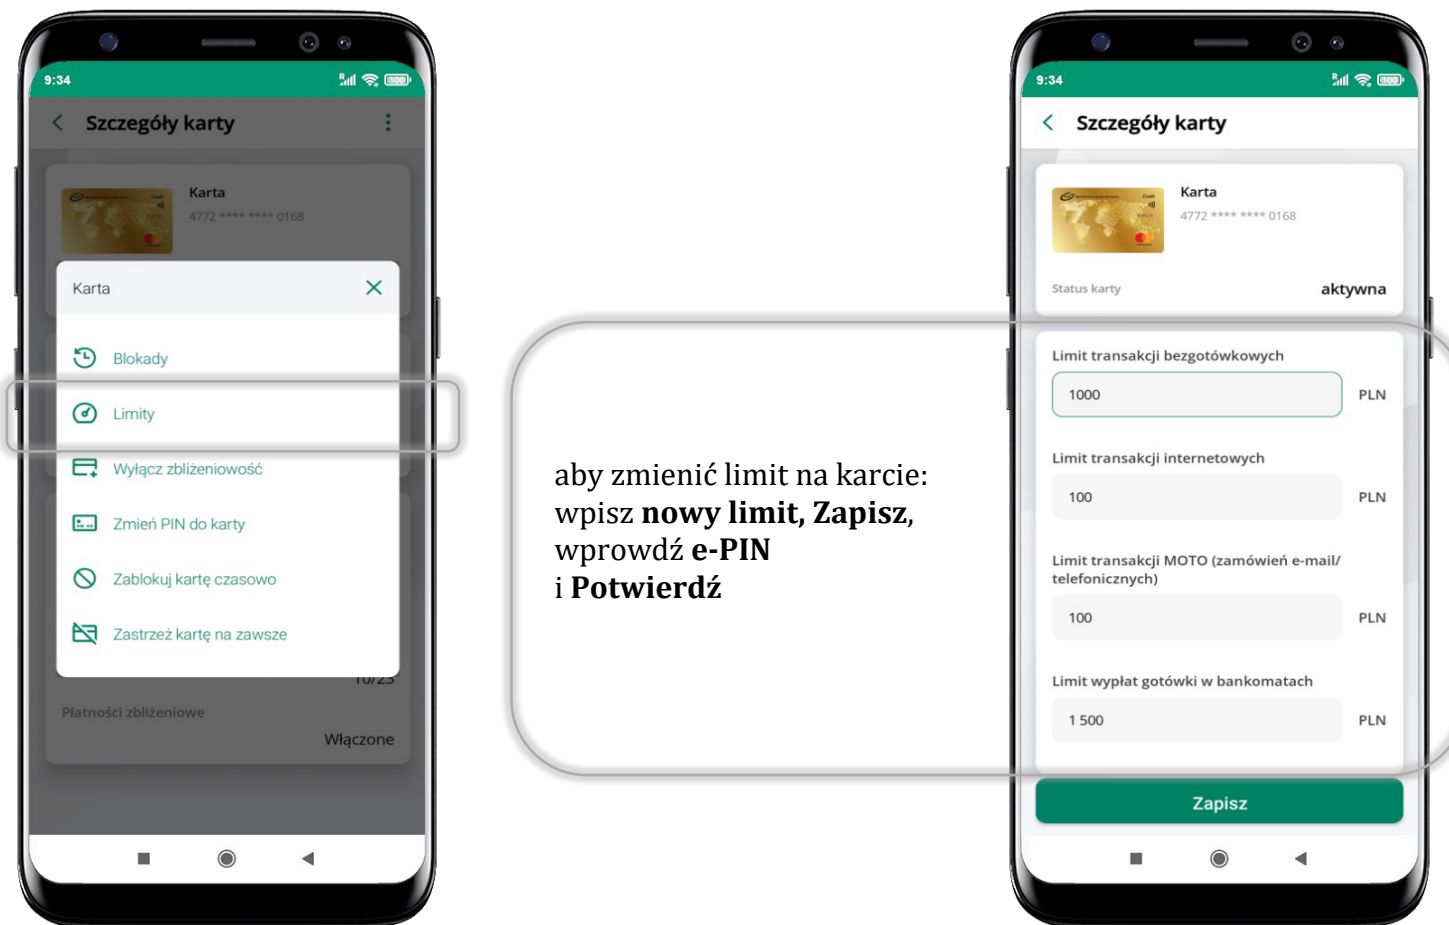 9:34
Szczegóły karty
Karta
4772 **** **** 0168
Karta
Blokady
Limity
Wyłącz zbliżeniowość
Zmień PIN do karty
Zablokuj kartę czasowo
Zastrzeż kartę na zawsze
10/23
Płatności zbliżeniowe
Włączone
aby zmienić limit na karcie:
wpisz nowy limit, Zapisz,
wprowdź e-PIN
i Potwierdź
9:34
Szczegóły karty
Karta
4772 **** **** 0168
Status karty
aktywna
Limit transakcji bezgotówkowych
1000 PLN
Limit transakcji internetowych
100 PLN
Limit transakcji MOTO (zamówień e-mail/
telefonicznych)
100 PLN
Limit wypłat gotówki w bankomatach
1 500 PLN
Zapisz